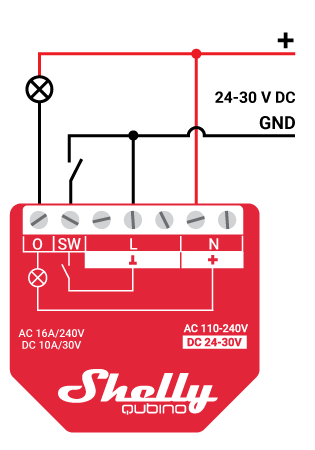 +
24-30 V DC
GND
O SW L N
⊥ +
AC 16A/240V
DC 10A/30V
AC 110-240V
DC 24-30V
Shelly
Qubino